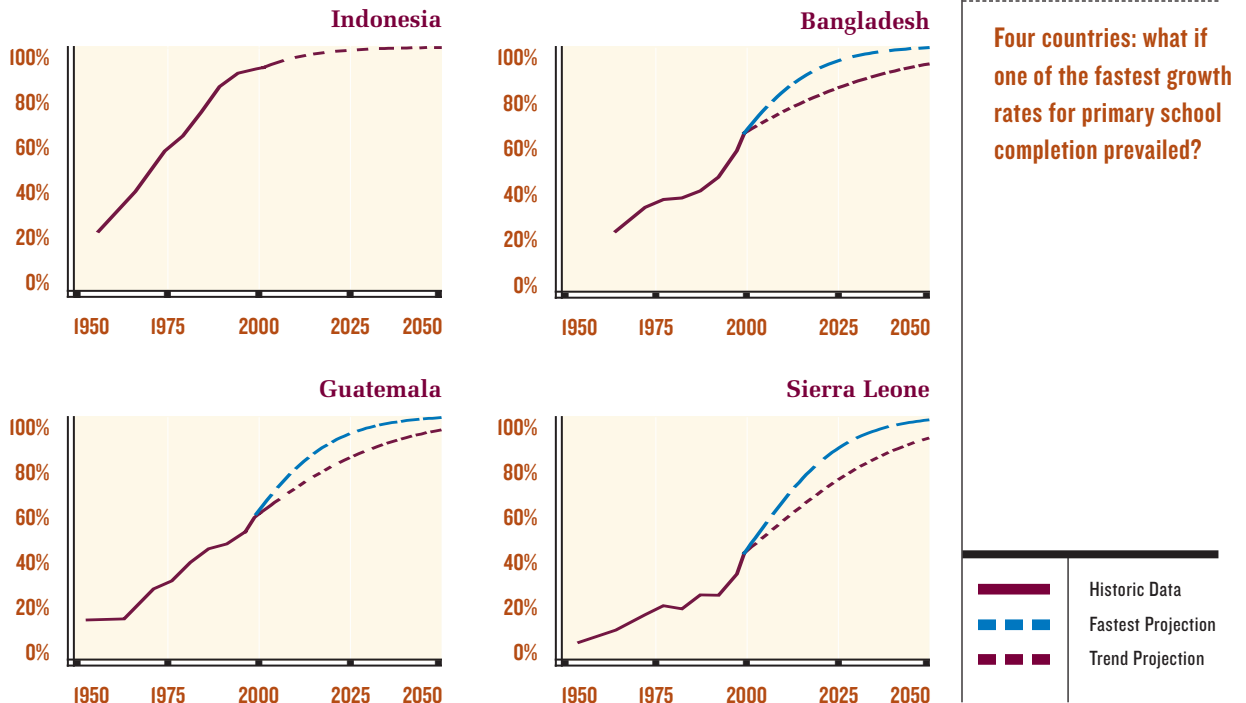 Indonesia
100%
80%
60%
40%
20%
0%
1950 1975 2000 2025 2050
Bangladesh
100%
80%
60%
40%
20%
0%
1950 1975 2000 2025 2050
Four countries: what if
one of the fastest growth
rates for primary school
completion prevailed?
Guatemala
100%
80%
60%
40%
20%
0%
1950 1975 2000 2025 2050
Sierra Leone
100%
80%
60%
40%
20%
0%
1950 1975 2000 2025 2050
Historic Data
Fastest Projection
Trend Projection